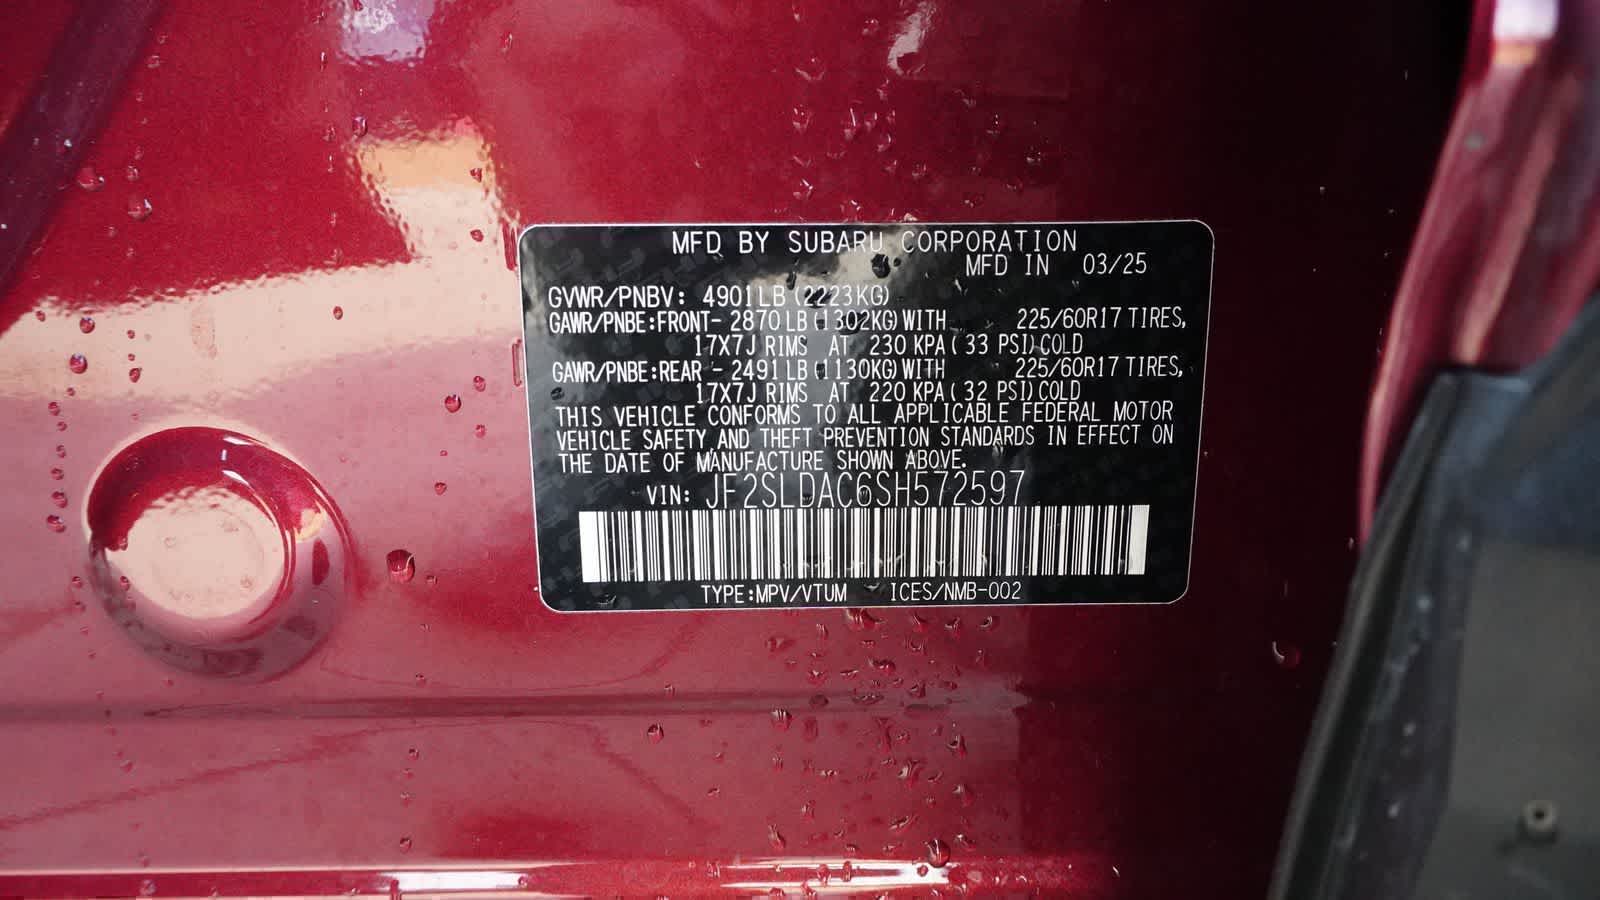 MFD BY SUBARU CORPORATION
MFD IN 03/25
GVWR/PNBV: 4901LB(2223KG)
GAWR/PNBE:FRONT- 2870LB(1302KG)WITH 225/60R17 TIRES,
17X7J RIMS AT 230 KPA( 33 PSI)COLD
GAWR/PNBE:REAR - 2491LB(1130KG)WITH 225/60R17 TIRES,
17X7J RIMS AT 220 KPA( 32 PSI)COLD
THIS VEHICLE CONFORMS TO ALL APPLICABLE FEDERAL MOTOR
VEHICLE SAFETY AND THEFT PREVENTION STANDARDS IN EFFECT ON
THE DATE OF MANUFACTURE SHOWN ABOVE.
VIN: JF2SLDAC6SH572597
TYPE:MPV/VTUM ICES/NMB-002